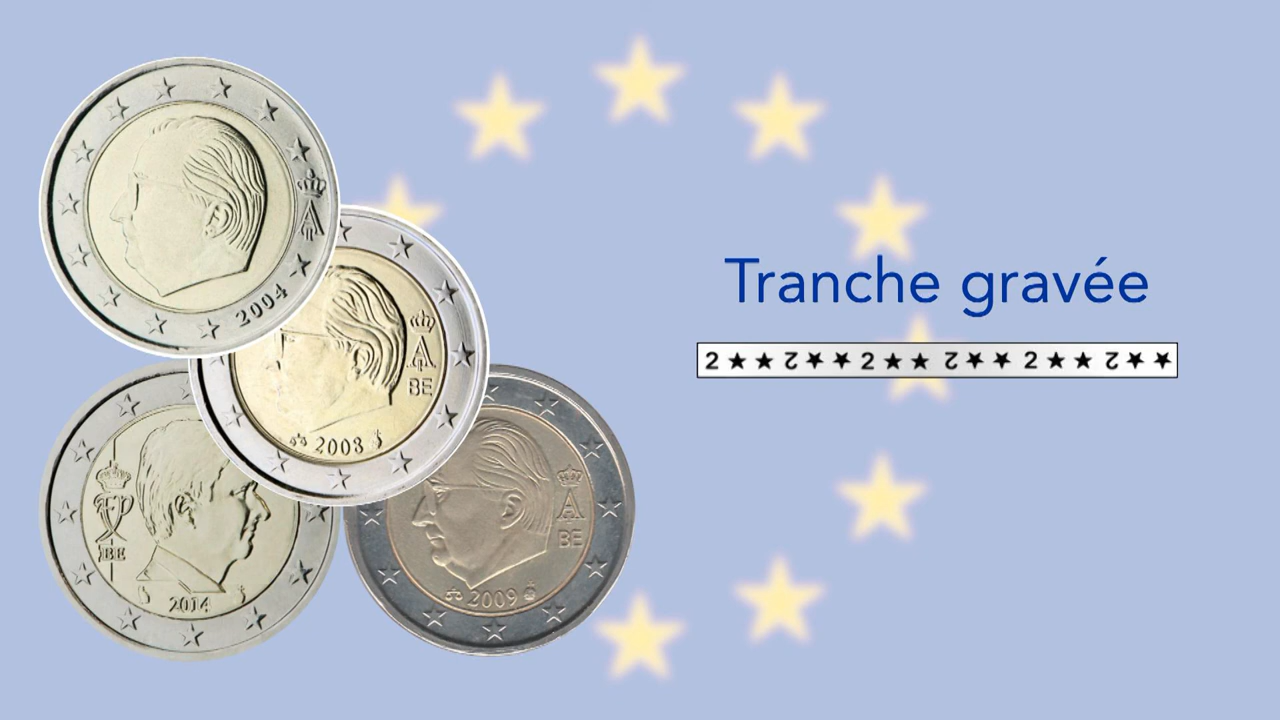 2004
A
BE
2008
BE
2014
A
BE
2009
Tranche gravée
2 ★ ★ 2 ★ ★ 2 ★ ★ 2 ★ ★ 2 ★ ★ 2 ★ ★